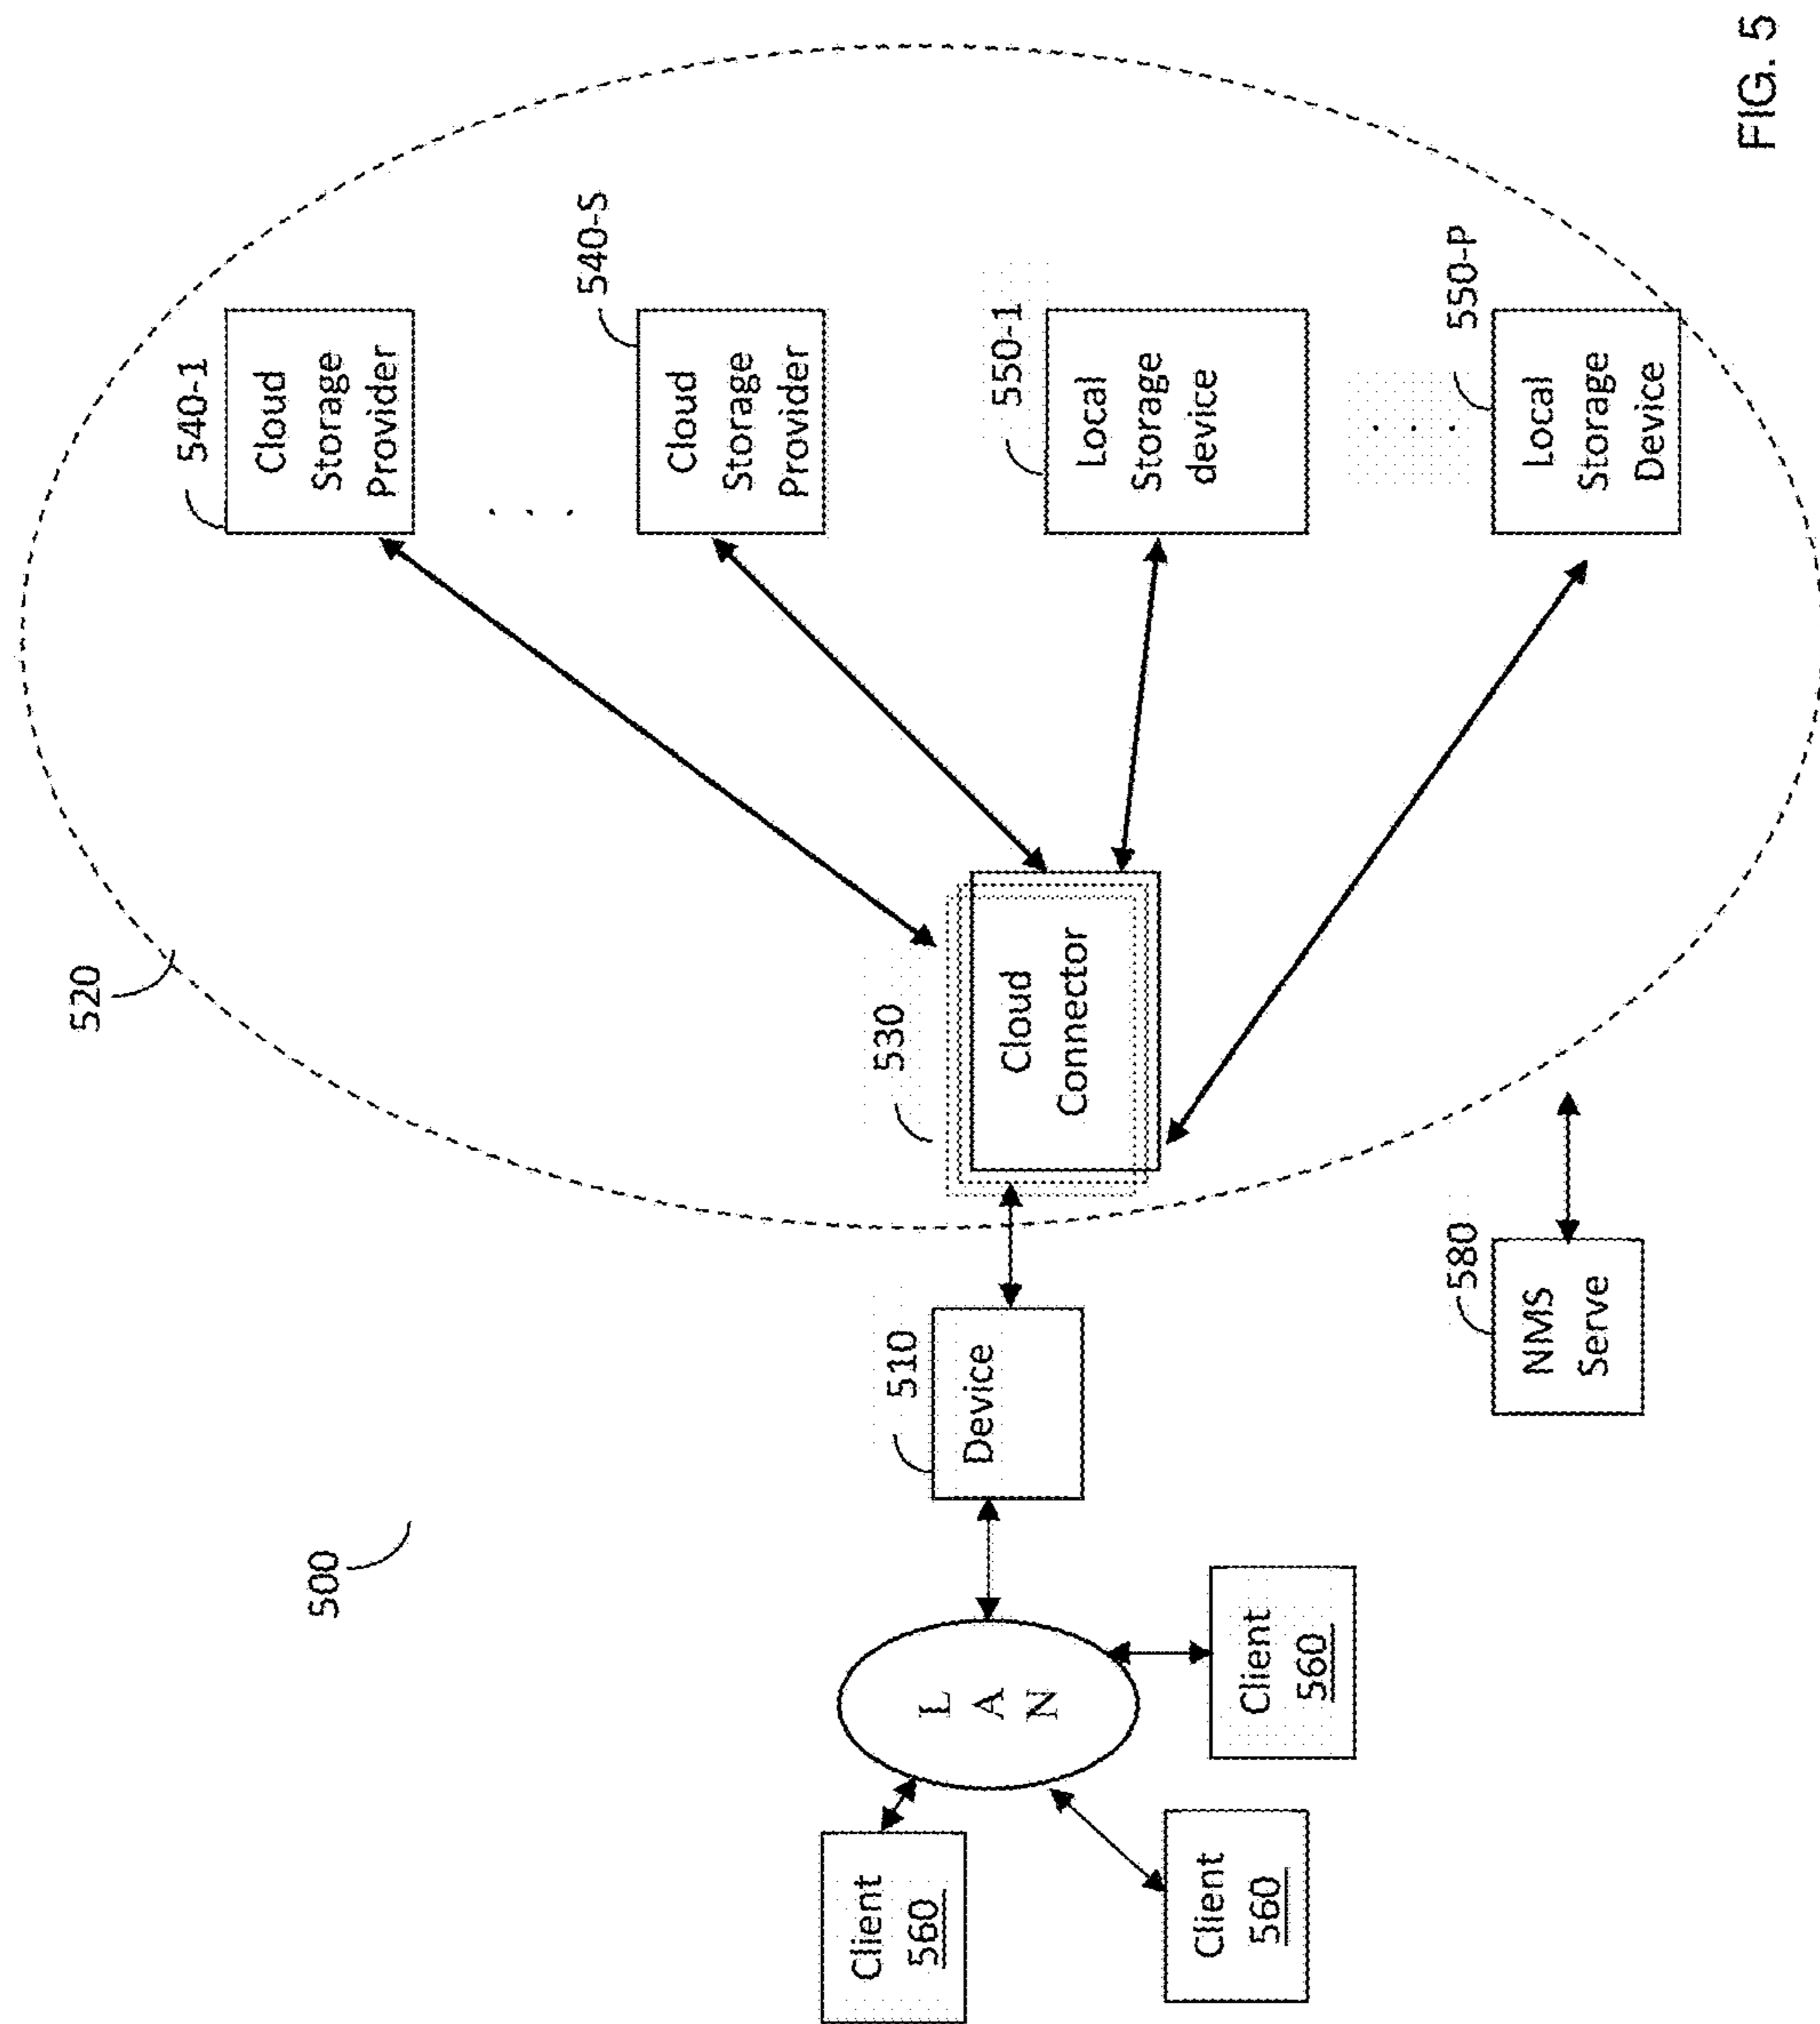 500
520
540-1
Cloud
Storage
Provider
. . .
540-S
Cloud
Storage
Provider
530
Cloud
Connector
550-1
Local
Storage
device
. . .
550-P
Local
Storage
Device
510
Device
L
A
N
Client
560
Client
560
Client
560
580
NMS
Serve
FIG. 5